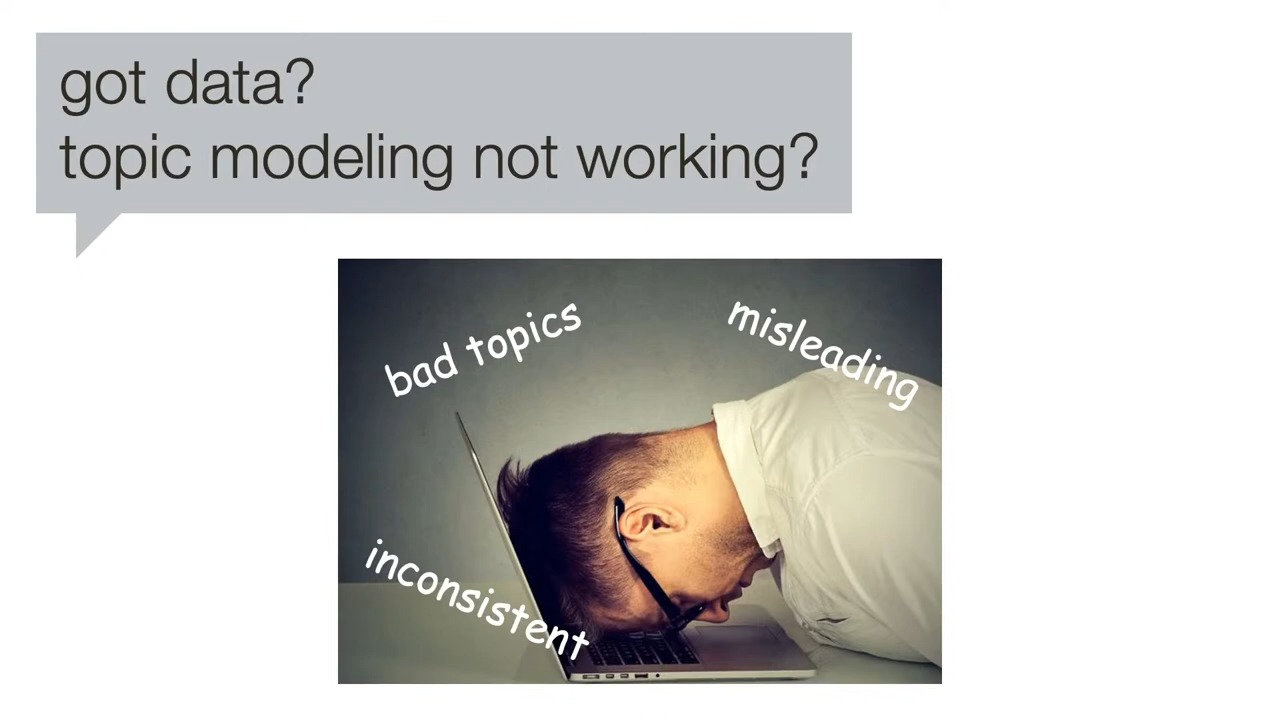 got data?
topic modeling not working?
bad topics
misleading
inconsistent